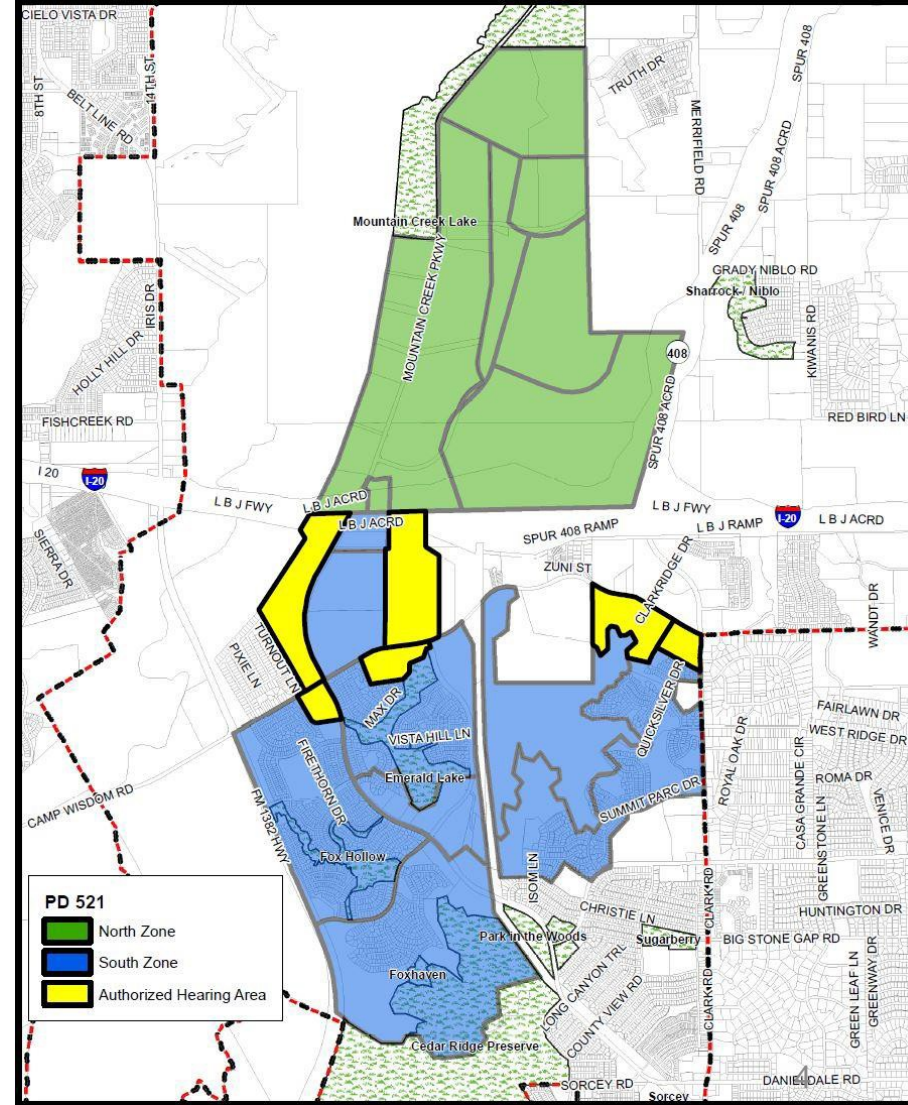 CIELO VISTA DR
8TH ST
14TH ST
BELT LINE RD
TRUTH DR
MERRIFIELD RD
SPUR 408
SPUR 408 ACRD
SPUR 408
Mountain Creek Lake
MOUNTAIN CREEK PKWY
GRADY NIBLO RD
Sharrock / Niblo
KIWANIS RD
IRIS DR
HOLLY HILL DR
408
SPUR 408 ACRD
FISHCREEK RD
RED BIRD LN
I 20
I-20
L B J FWY
L B J ACRD
L B J ACRD
L B J FWY
I-20
L B J RAMP
L B J ACRD
SPUR 408 RAMP
SIERRA DR
ZUNI ST
CLARKRIDGE DR
WANDT DR
TURNOUT LN
PIXIE LN
MAX DR
QUICKSILVER DR
VISTA HILL LN
FIRETHORN DR
Emerald Lake
ROYAL OAK DR
FAIRLAWN DR
WEST RIDGE DR
CASA GRANDE CIR
ROMA DR
VENICE DR
GREENSTONE LN
SUMMIT PARC DR
CAMP WISDOM RD
FM 1382 HWY
Fox Hollow
ISOM LN
CHRISTIE LN
CLARK RD
HUNTINGTON DR
Park in the Woods
Sugarberry
BIG STONE GAP RD
PD 521
North Zone
South Zone
Authorized Hearing Area
Foxhaven
LONG CANYON TRL
COUNTY VIEW RD
CLARK RD
GREEN LEAF LN
GREENWAY DR
Cedar Ridge Preserve
SORCEY RD
Sorcey
DANIELDALE RD
4